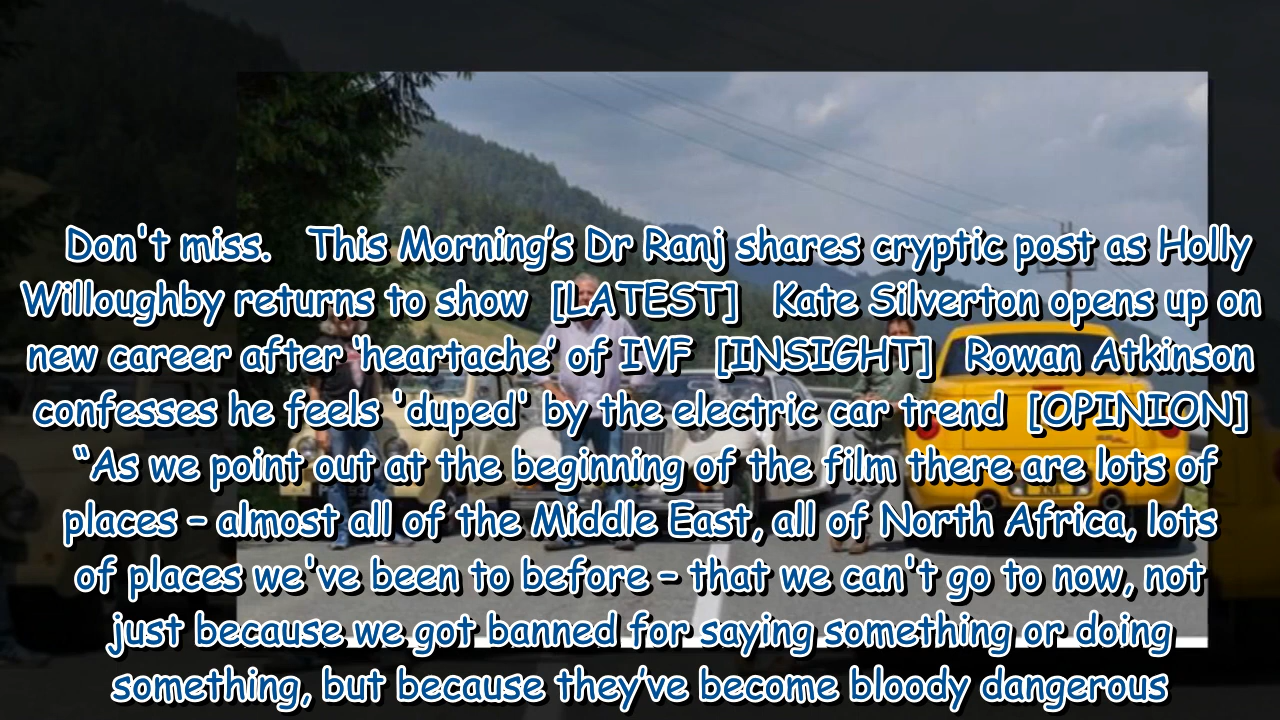 Don't miss. This Morning’s Dr Ranj shares cryptic post as Holly
Willoughby returns to show [LATEST] Kate Silverton opens up on
new career after ‘heartache’ of IVF [INSIGHT] Rowan Atkinson
confesses he feels 'duped' by the electric car trend [OPINION]
“As we point out at the beginning of the film there are lots of
places – almost all of the Middle East, all of North Africa, lots
of places we've been to before – that we can't go to now, not
just because we got banned for saying something or doing
something, but because they’ve become bloody dangerous